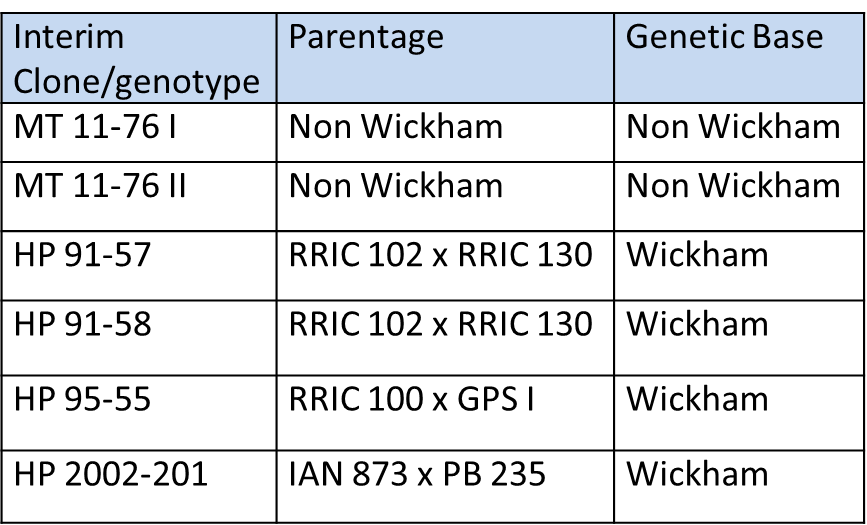 Interim Clone/genotype Parentage Genetic Base
MT 11-76 I Non Wickham Non Wickham
MT 11-76 II Non Wickham Non Wickham
HP 91-57 RRIC 102 x RRIC 130 Wickham
HP 91-58 RRIC 102 x RRIC 130 Wickham
HP 95-55 RRIC 100 x GPS I Wickham
HP 2002-201 IAN 873 x PB 235 Wickham